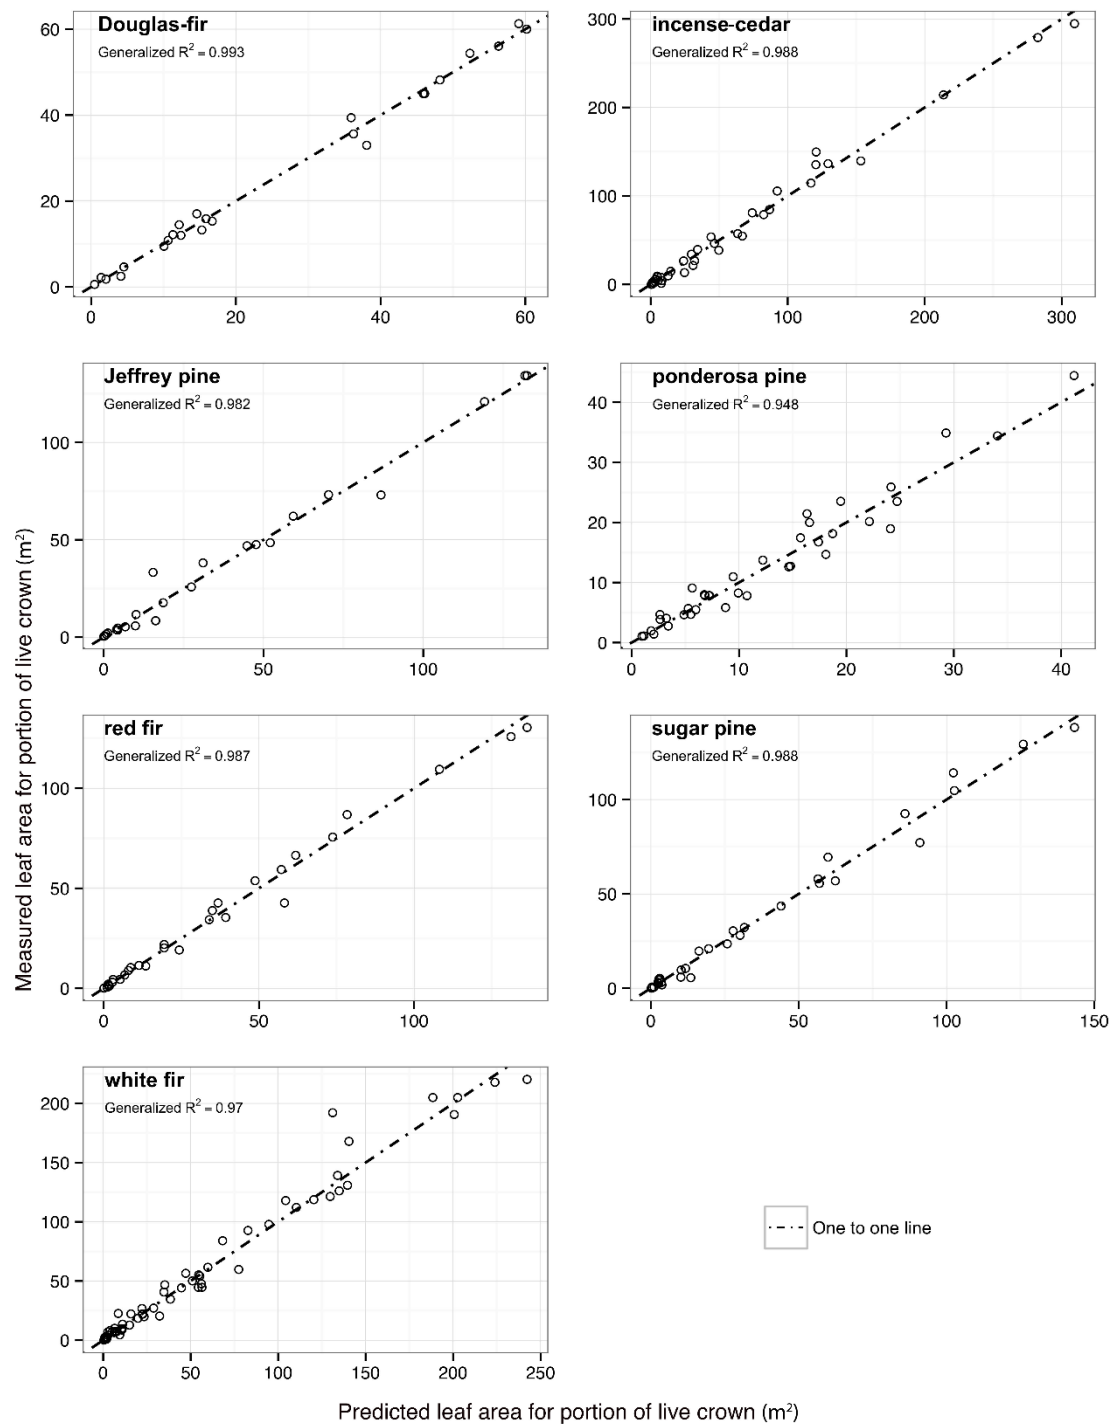 Douglas-fir
Generalized R² = 0.993
60
40
20
0
0 20 40 60
incense-cedar
Generalized R² = 0.988
300
200
100
0
0 100 200 300
Jeffrey pine
Generalized R² = 0.982
100
50
0
0 50 100
ponderosa pine
Generalized R² = 0.948
40
30
20
10
0
0 10 20 30 40
Measured leaf area for portion of live crown (m²)
red fir
Generalized R² = 0.987
100
50
0
0 50 100
sugar pine
Generalized R² = 0.988
100
50
0
0 50 100 150
white fir
Generalized R² = 0.97
200
150
100
50
0
0 50 100 150 200 250
One to one line
Predicted leaf area for portion of live crown (m²)